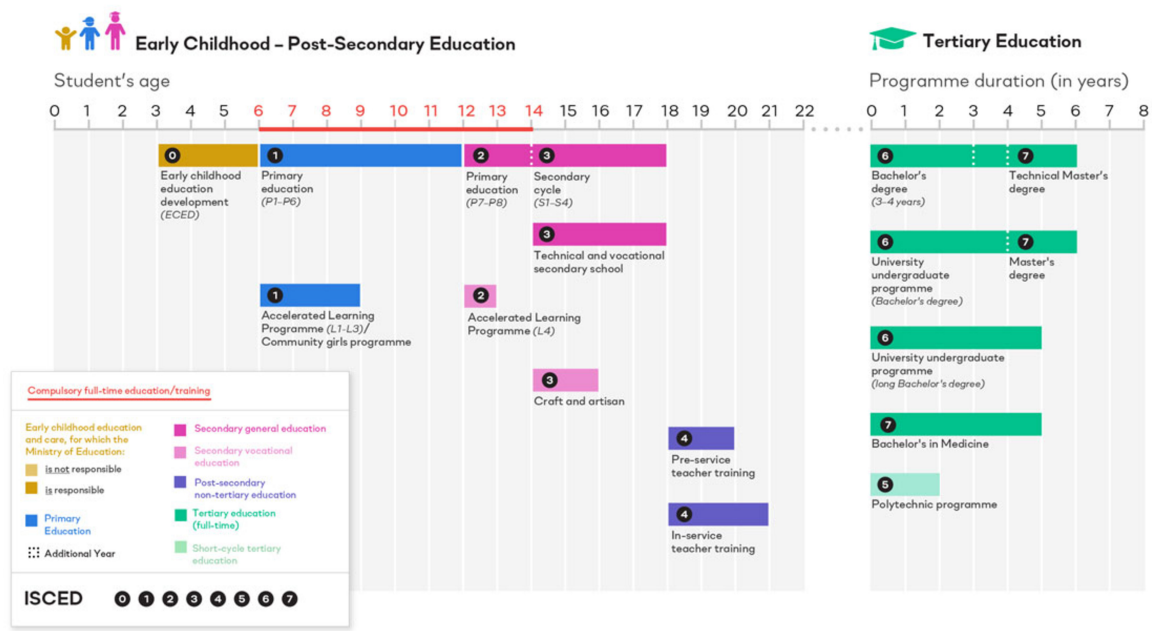 Early Childhood – Post-Secondary Education
Student's age
0 1 2 3 4 5 6 7 8 9 10 11 12 13 14 15 16 17 18 19 20 21 22
0
Early childhood
education
development
(ECED)
1
Primary
education
(P1-P6)
2
Primary
education
(P7-P8)
3
Secondary
cycle
(S1-S4)
3
Technical and vocational
secondary school
1
Accelerated Learning
Programme (L1-L3)/
Community girls programme
2
Accelerated Learning
Programme (L4)
3
Craft and artisan
4
Pre-service
teacher training
4
In-service
teacher training
Tertiary Education
Programme duration (in years)
0 1 2 3 4 5 6 7 8
6
Bachelor's
degree
(3-4 years)
7
Technical Master's
degree
6
University
undergraduate
programme
(Bachelor's degree)
7
Master's
degree
6
University undergraduate
programme
(long Bachelor's degree)
7
Bachelor's in Medicine
5
Polytechnic programme
Compulsory full-time education/training
Early childhood education
and care, for which the
Ministry of Education:
is not responsible
is responsible
Primary
Education
Additional Year
Secondary general education
Secondary vocational
education
Post-secondary
non-tertiary education
Tertiary education
(full-time)
Short-cycle tertiary
education
ISCED 0 1 2 3 4 5 6 7